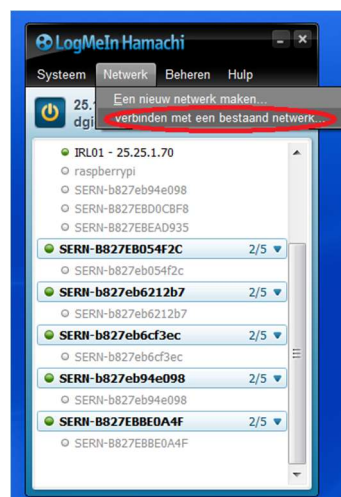 LogMeIn Hamachi
Systeem Netwerk Beheren Hulp
Een nieuw netwerk maken...
Verbinden met een bestaand netwerk...
25.
dgi
IRL01 - 25.25.1.70
raspberrypi
SERN-b827eb94e098
SERN-B827EBD0CBF8
SERN-B827EBEAD935
SERN-B827EB054F2C 2/5
SERN-b827eb054f2c
SERN-b827eb6212b7 2/5
SERN-b827eb6212b7
SERN-b827eb6cf3ec 2/5
SERN-b827eb6cf3ec
SERN-b827eb94e098 2/5
SERN-b827eb94e098
SERN-B827EBBE0A4F 2/5
SERN-B827EBBE0A4F